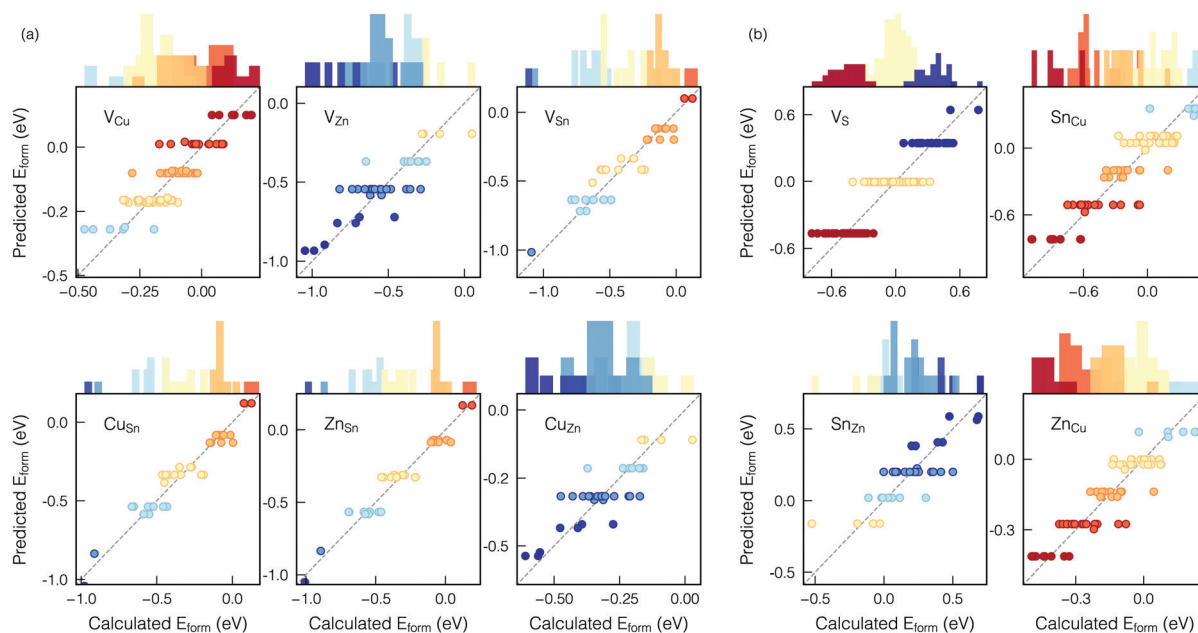 (a)
(b)
V_Cu
V_Zn
V_Sn
V_S
Sn_Cu
Predicted E_form (eV)
0.0
-0.2
-0.5
−0.50
−0.25
0.00
0.0
-0.5
-1.0
−1.0
−0.5
0.0
0.0
-0.5
-1.0
−1.0
−0.5
0.0
Predicted E_form (eV)
0.6
0.0
-0.6
−0.6
0.0
0.6
0.0
-0.6
−0.6
0.0
Cu_Sn
Zn_Sn
Cu_Zn
Sn_Zn
Zn_Cu
Predicted E_form (eV)
0.0
-0.5
-1.0
−1.0
−0.5
0.0
Calculated E_form (eV)
0.0
-0.5
-1.0
−1.0
−0.5
0.0
Calculated E_form (eV)
0.0
-0.2
-0.5
−0.50
−0.25
0.00
Calculated E_form (eV)
Predicted E_form (eV)
0.5
0.0
-0.5
−0.5
0.0
0.5
Calculated E_form (eV)
0.0
-0.3
−0.3
0.0
Calculated E_form (eV)